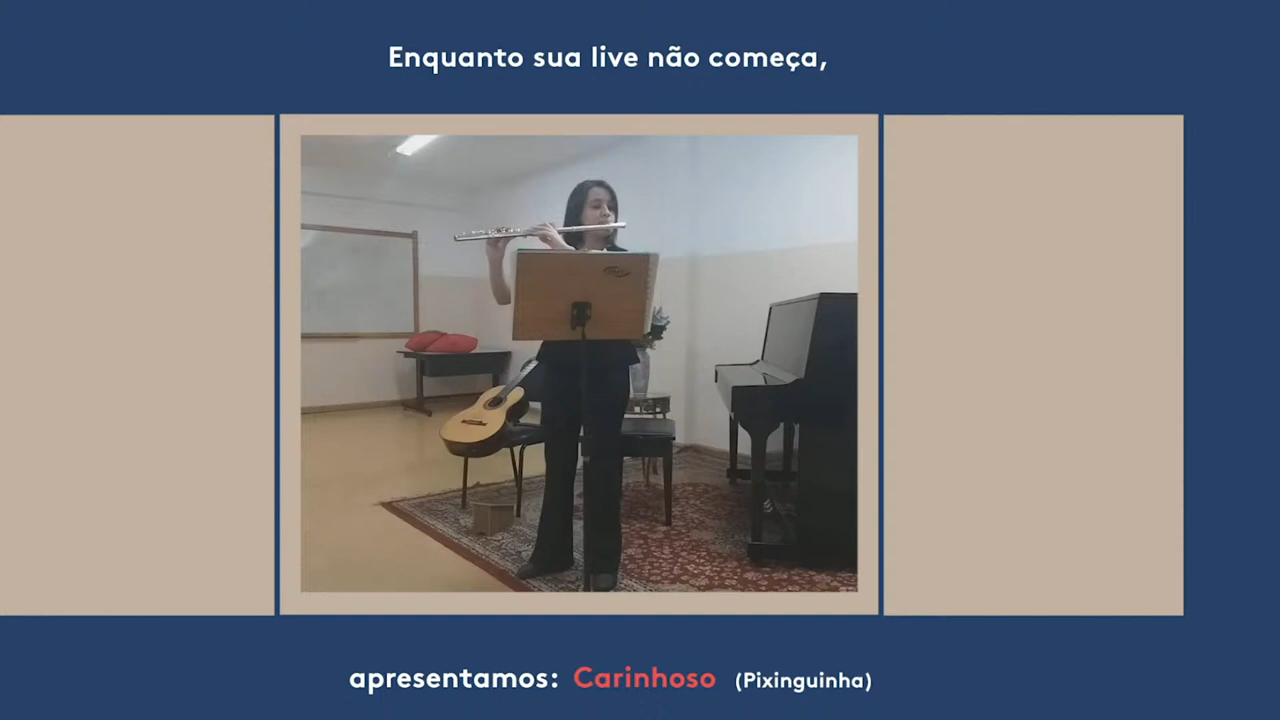 Enquanto sua live não começa,
apresentamos: Carinhoso (Pixinguinha)